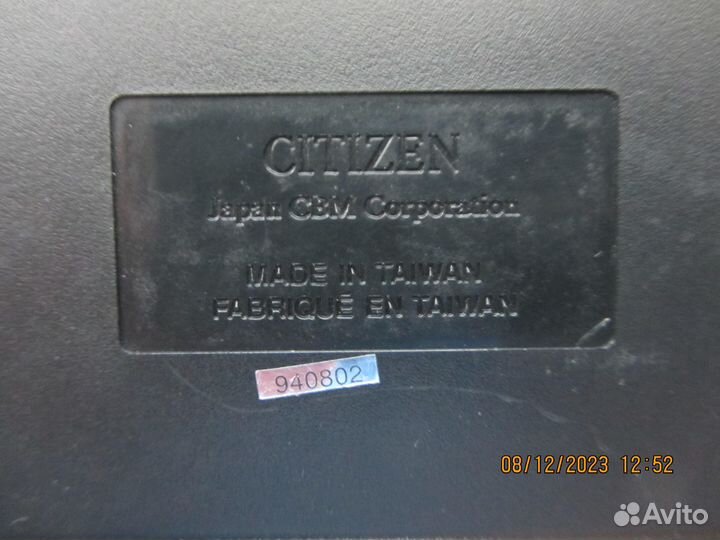 CITIZEN
Japan CBM Corporation
MADE IN TAIWAN
FABRIQUÉ EN TAIWAN
940802
08/12/2023 12:52
Avito